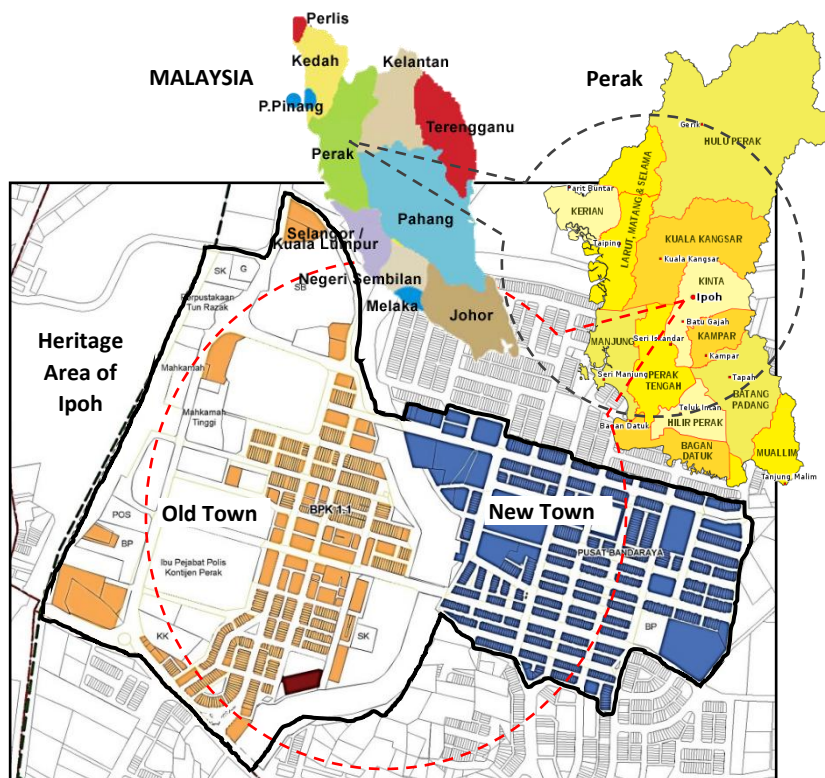 Perlis
Kedah
MALAYSIA
Kelantan
P.Pinang
Terengganu
Perak
Pahang
Selangor /
Kuala Lumpur
Negeri Sembilan
Melaka
Johor
Perak
Gerik
HULU PERAK
Parit Buntar
KERIAN
LARUT, MATANG & SELAMA
Taiping
KUALA KANGSAR
Kuala Kangsar
KINTA
Ipoh
Batu Gajah
MANJUNG
Seri Iskandar
KAMPAR
Kampar
Seri Manjung
PERAK
TENGAH
Tapah
BATANG
PADANG
Teluk Intan
HILIR PERAK
Bagan Datuk
BAGAN
DATUK
MUALLIM
Tanjung Malim
Heritage
Area of
Ipoh
SK
G
SB
Perpustakaan
Tun Razak
Mahkamah
Mahkamah
Tinggi
POS
BP
Old Town
BPK 1:1
Ibu Pejabat Polis
Kontijen Perak
KK
SK
New Town
PUSAT BANDARAYA
BP